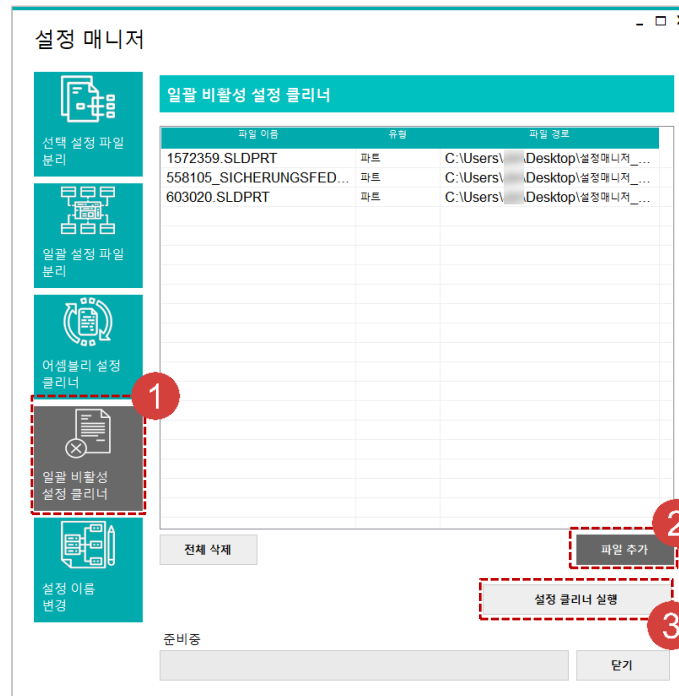 설정 매니저
선택 설정 파일
분리
일괄 설정 파일
분리
어셈블리 설정
클리너
1
일괄 비활성
설정 클리너
설정 이름
변경
일괄 비활성 설정 클리너
파일 이름 유형 파일 경로
1572359.SLDPRT 파트 C:\Users\ \Desktop\설정매니저_...
558105_SICHERUNGSFED... 파트 C:\Users\ \Desktop\설정매니저_...
603020.SLDPRT 파트 C:\Users\ \Desktop\설정매니저_...
2
전체 삭제 파일 추가
설정 클리너 실행
3
준비중
닫기